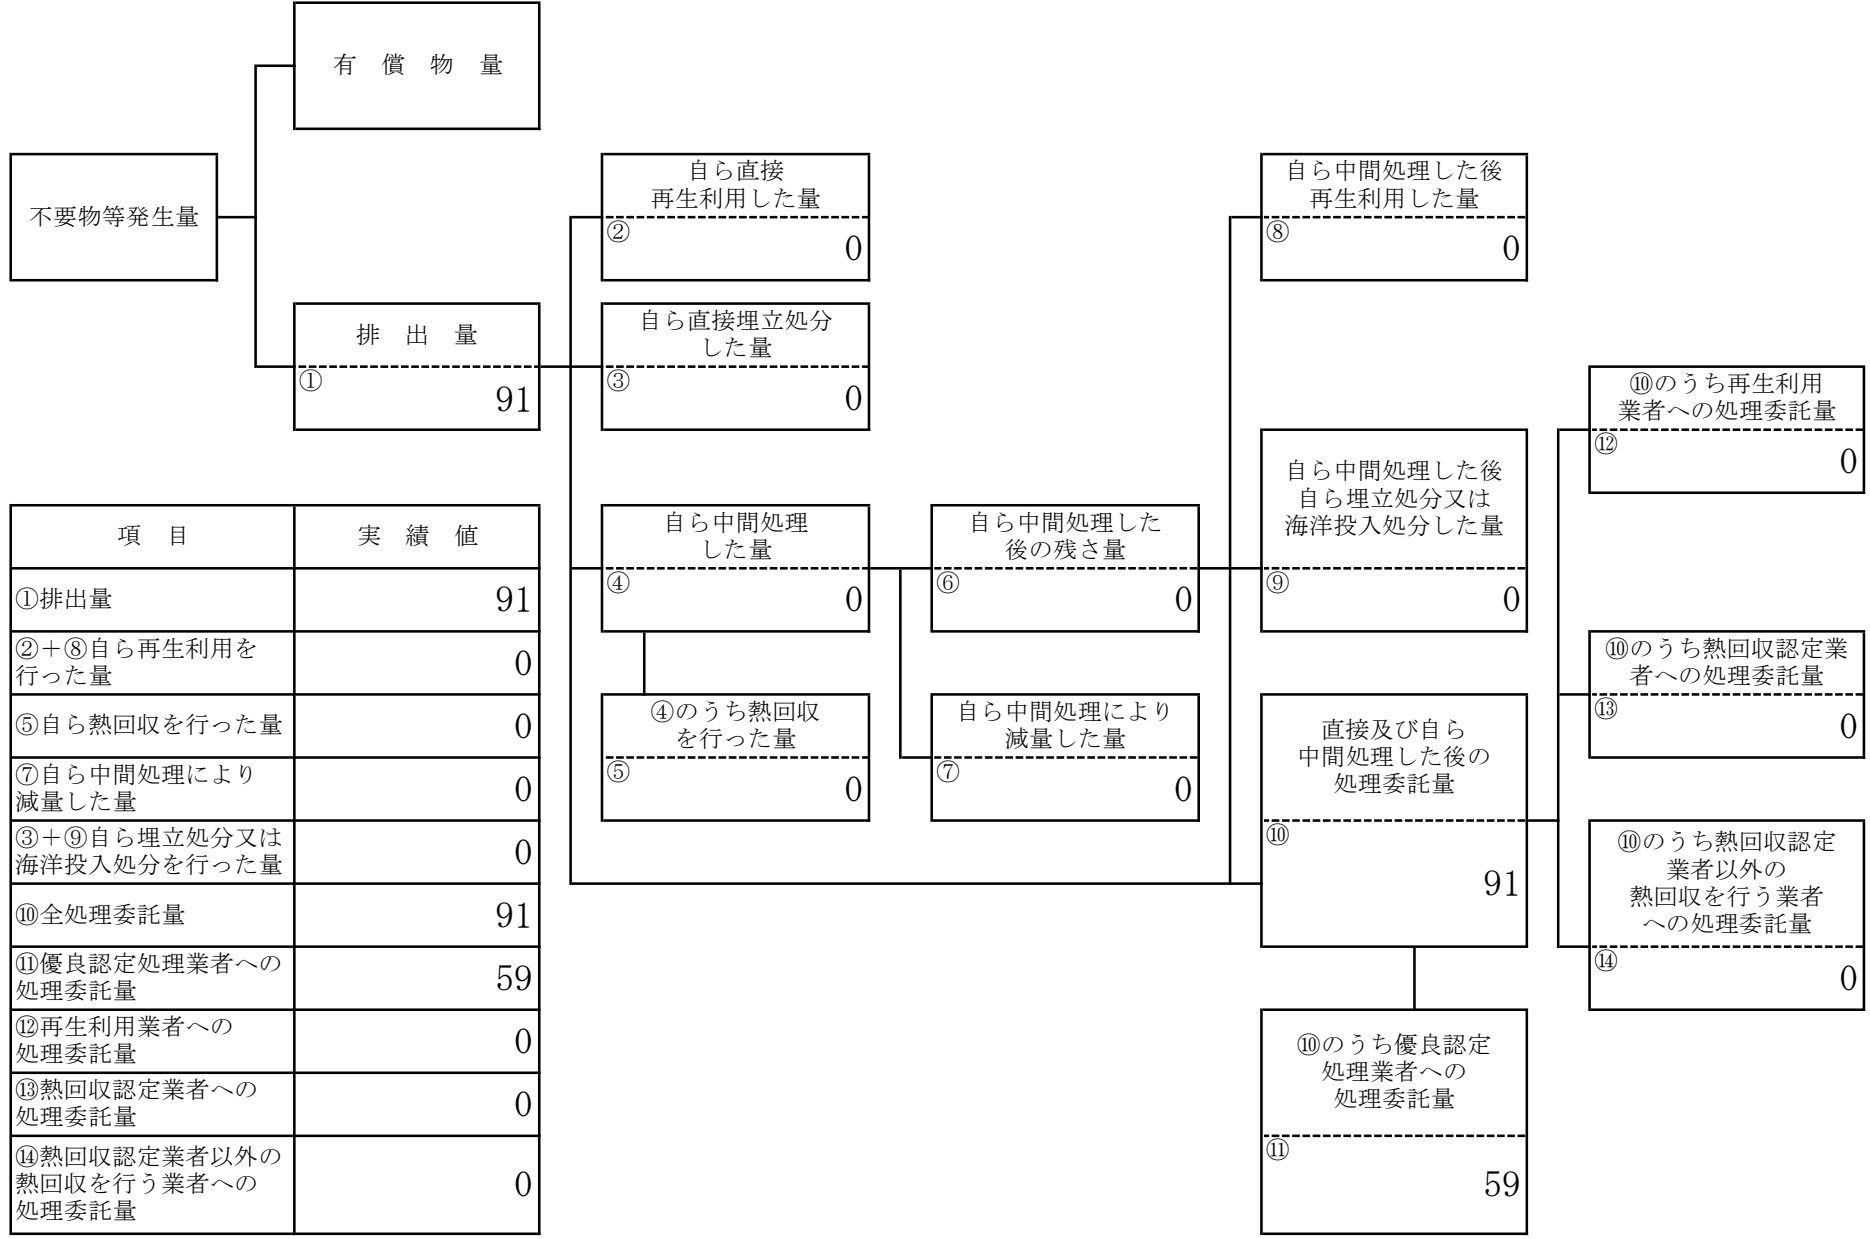 有　償　物　量
不要物等発生量
排　出　量
①
91
自ら直接
再生利用した量
②
0
自ら直接埋立処分
した量
③
0
自ら中間処理
した量
④
0
④のうち熱回収
を行った量
⑤
0
自ら中間処理した
後の残さ量
⑥
0
自ら中間処理により
減量した量
⑦
0
自ら中間処理した後
再生利用した量
⑧
0
自ら中間処理した後
自ら埋立処分又は
海洋投入処分した量
⑨
0
直接及び自ら
中間処理した後の
処理委託量
⑩
91
⑩のうち優良認定
処理業者への
処理委託量
⑪
59
⑩のうち再生利用
業者への処理委託量
⑫
0
⑩のうち熱回収認定業
者への処理委託量
⑬
0
⑩のうち熱回収認定
業者以外の
熱回収を行う業者
への処理委託量
⑭
0
項　目　実　績　値
①排出量　91
②＋⑧自ら再生利用を
行った量　0
⑤自ら熱回収を行った量　0
⑦自ら中間処理により
減量した量　0
③＋⑨自ら埋立処分又は
海洋投入処分を行った量　0
⑩全処理委託量　91
⑪優良認定処理業者への
処理委託量　59
⑫再生利用業者への
処理委託量　0
⑬熱回収認定業者への
処理委託量　0
⑭熱回収認定業者以外の
熱回収を行う業者への
処理委託量　0